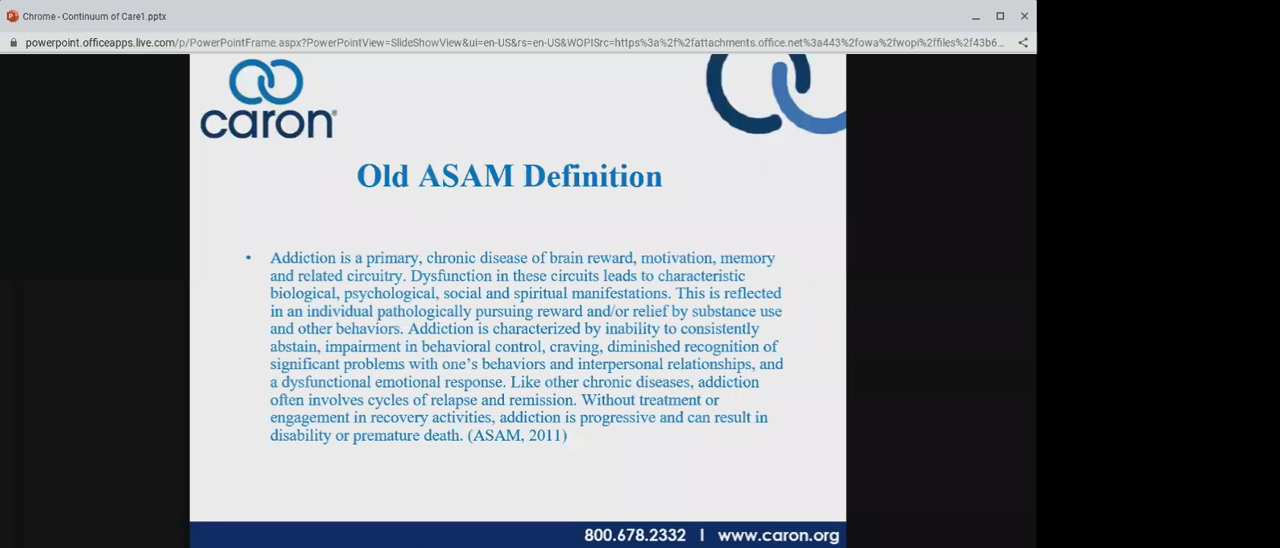 Chrome - Continuum of Care1.pptx
powerpoint.officeapps.live.com/p/PowerPointFrame.aspx?PowerPointView=SlideShowView&ui=en-US&rs=en-US&WOPISrc=https%3a%2f%2fattachments.office.net%3a443%2fowa%2fwopi%2ffiles%2f43b6...
caron®
Old ASAM Definition
• Addiction is a primary, chronic disease of brain reward, motivation, memory
and related circuitry. Dysfunction in these circuits leads to characteristic
biological, psychological, social and spiritual manifestations. This is reflected
in an individual pathologically pursuing reward and/or relief by substance use
and other behaviors. Addiction is characterized by inability to consistently
abstain, impairment in behavioral control, craving, diminished recognition of
significant problems with one’s behaviors and interpersonal relationships, and
a dysfunctional emotional response. Like other chronic diseases, addiction
often involves cycles of relapse and remission. Without treatment or
engagement in recovery activities, addiction is progressive and can result in
disability or premature death. (ASAM, 2011)
800.678.2332 | www.caron.org